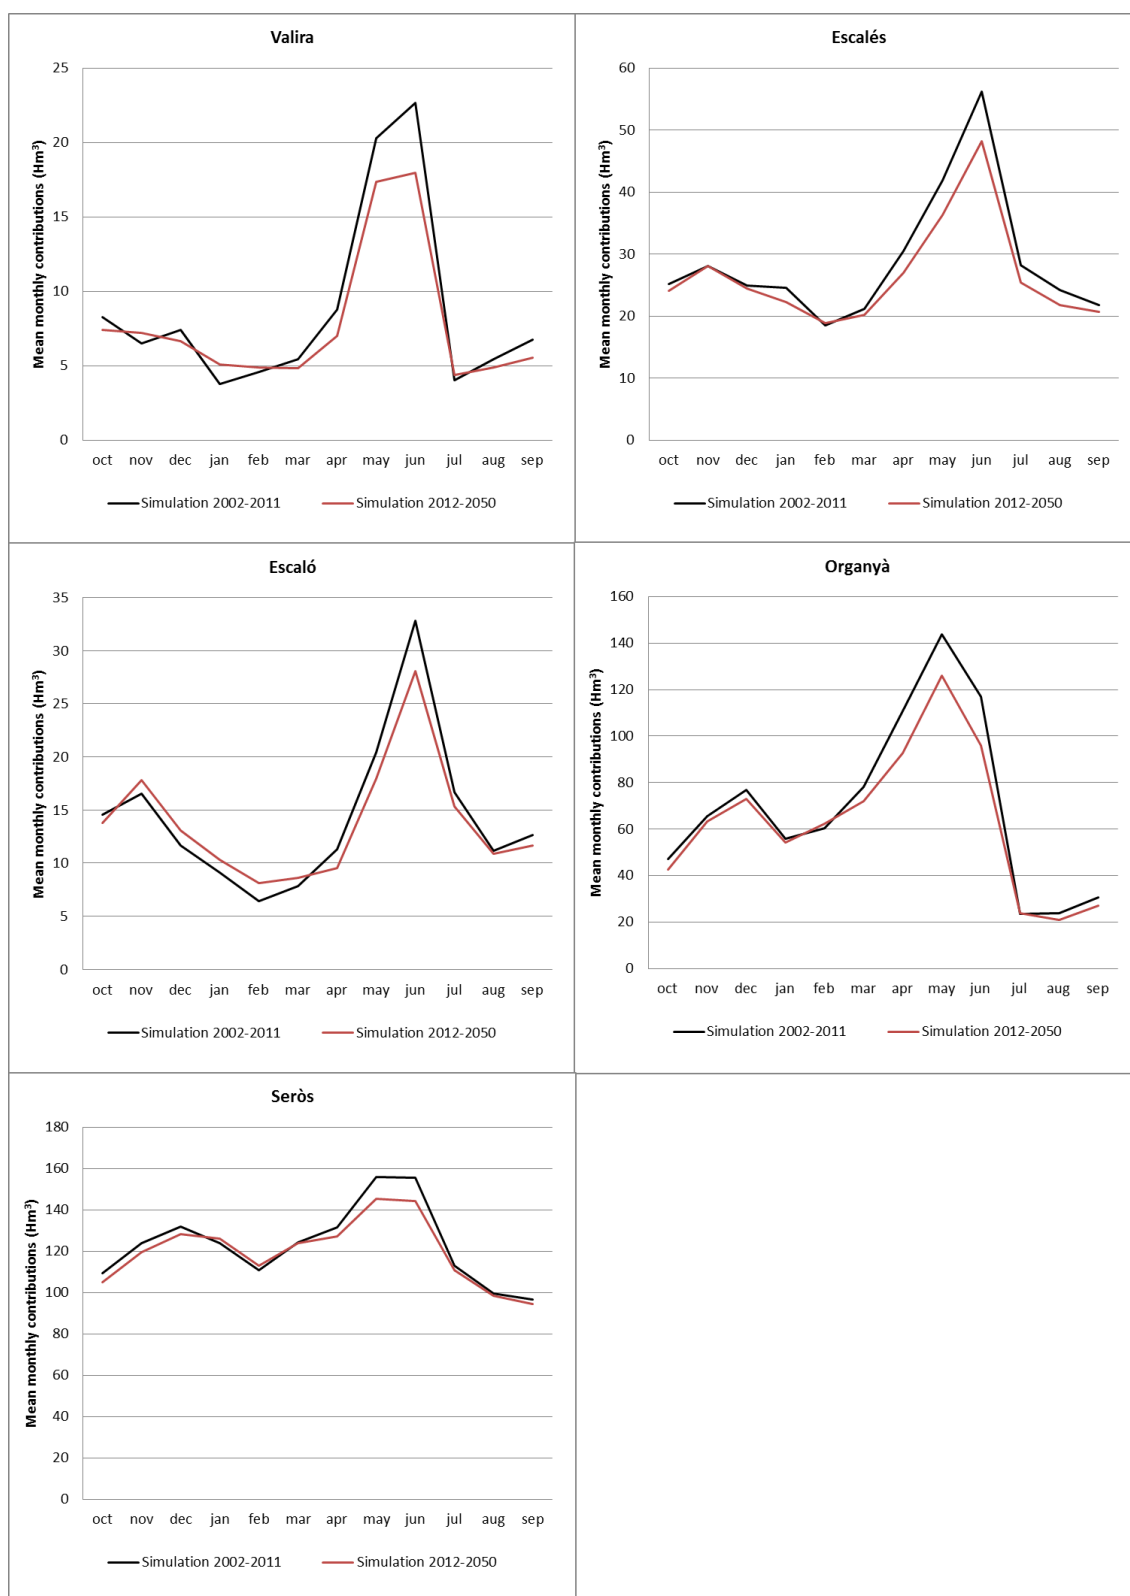 Valira
Mean monthly contributions (Hm³)
25
20
15
10
5
0
oct nov dec jan feb mar apr may jun jul aug sep
Simulation 2002-2011 Simulation 2012-2050
Escalés
Mean monthly contributions (Hm³)
60
50
40
30
20
10
0
oct nov dec jan feb mar apr may jun jul aug sep
Simulation 2002-2011 Simulation 2012-2050
Escaló
Mean monthly contributions (Hm³)
35
30
25
20
15
10
5
0
oct nov dec jan feb mar apr may jun jul aug sep
Simulation 2002-2011 Simulation 2012-2050
Organyà
Mean monthly contributions (Hm³)
160
140
120
100
80
60
40
20
0
oct nov dec jan feb mar apr may jun jul aug sep
Simulation 2002-2011 Simulation 2012-2050
Seròs
Mean monthly contributions (Hm³)
180
160
140
120
100
80
60
40
20
0
oct nov dec jan feb mar apr may jun jul aug sep
Simulation 2002-2011 Simulation 2012-2050